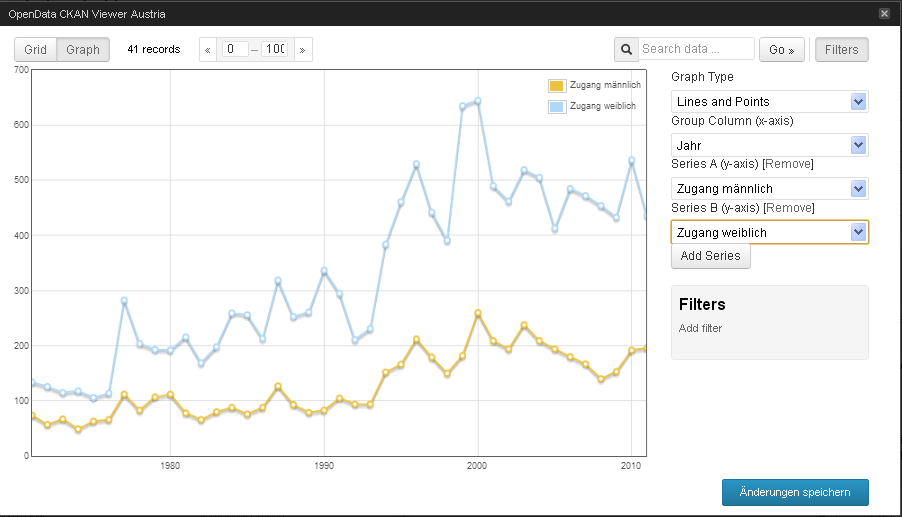 OpenData CKAN Viewer Austria
Grid Graph 41 records « 0 – 100 » Search data ... Go » Filters
700
600
500
400
300
200
100
0
1980 1990 2000 2010
Zugang männlich
Zugang weiblich
Graph Type
Lines and Points
Group Column (x-axis)
Jahr
Series A (y-axis) [Remove]
Zugang männlich
Series B (y-axis) [Remove]
Zugang weiblich
Add Series
Filters
Add filter
Änderungen speichern